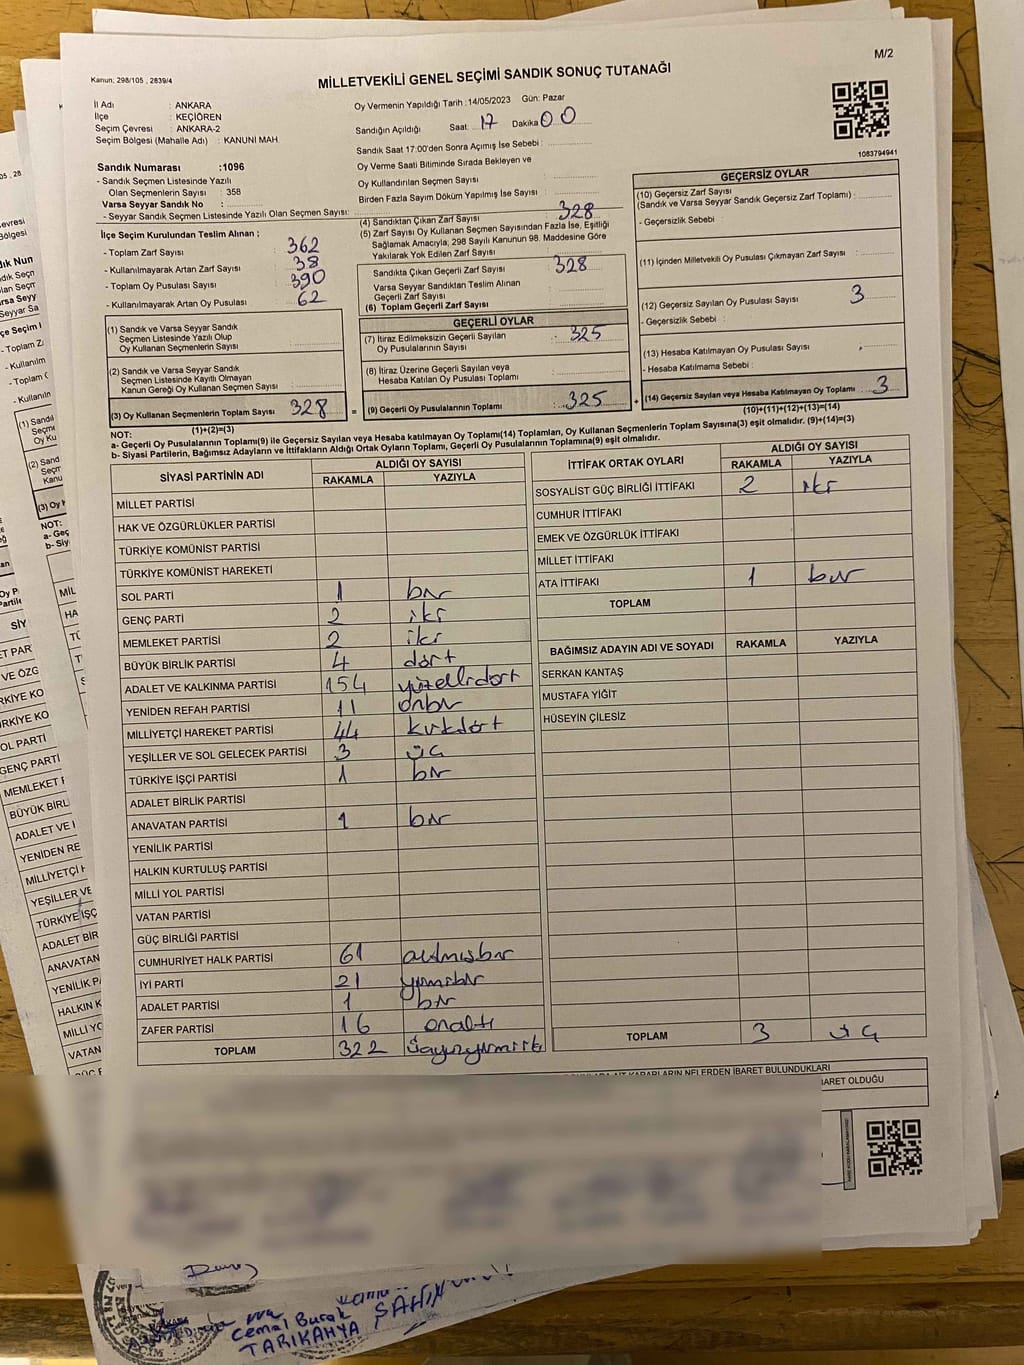 M/2
Kanun: 298/105 , 2839/4
MİLLETVEKİLİ GENEL SEÇİMİ SANDIK SONUÇ TUTANAĞI
İl Adı : ANKARA
İlçe : KEÇİÖREN
Seçim Çevresi : ANKARA-2
Seçim Bölgesi (Mahalle Adı) : KANUNI MAH
Oy Vermenin Yapıldığı Tarih : 14/05/2023 Gün: Pazar
Sandığın Açıldığı Saat 17 Dakika 00
Sandık Saat 17:00'den Sonra Açımış İse Sebebi :
Oy Verme Saati Bitiminde Sırada Bekleyen ve
Oy Kullandırılan Seçmen Sayısı
Birden Fazla Sayım Döküm Yapılmış İse Sayısı
1083794941
Sandık Numarası :1096
- Sandık Seçmen Listesinde Yazılı
Olan Seçmenlerin Sayısı : 358
Varsa Seyyar Sandık No :
- Seyyar Sandık Seçmen Listesinde Yazılı Olan Seçmen Sayısı:
İlçe Seçim Kurulundan Teslim Alınan ;
- Toplam Zarf Sayısı 362
- Kullanılmayarak Artan Zarf Sayısı 38
- Toplam Oy Pusulası Sayısı 390
- Kullanılmayarak Artan Oy Pusulası 62
(1) Sandık ve Varsa Seyyar Sandık
Seçmen Listesinde Yazılı Olup
Oy Kullanan Seçmenlerin Sayısı
(2) Sandık ve Varsa Seyyar Sandık
Seçmen Listesinde Kayıtlı Olmayan
Kanun Gereği Oy Kullanan Seçmen Sayısı
(3) Oy Kullanan Seçmenlerin Toplam Sayısı 328 =
(1)+(2)=(3)
(4) Sandıktan Çıkan Zarf Sayısı 328
(5) Zarf Sayısı Oy Kullanan Seçmen Sayısından Fazla İse, Eşitliği
Sağlamak Amacıyla, 298 Sayılı Kanunun 98. Maddesine Göre
Yakılarak Yok Edilen Zarf Sayısı
Sandıkta Çıkan Geçerli Zarf Sayısı 328
Varsa Seyyar Sandıktan Teslim Alınan
Geçerli Zarf Sayısı
(6) Toplam Geçerli Zarf Sayısı
GEÇERLİ OYLAR
(7) İtiraz Edilmeksizin Geçerli Sayılan
Oy Pusulalarının Sayısı 325
(8) İtiraz Üzerine Geçerli Sayılan veya
Hesaba Katılan Oy Pusulası Toplamı
(9) Geçerli Oy Pusulalarının Toplamı 325 +
GEÇERSİZ OYLAR
(10) Geçersiz Zarf Sayısı
(Sandık ve Varsa Seyyar Sandık Geçersiz Zarf Toplamı) :
- Geçersizlik Sebebi :
(11) İçinden Milletvekili Oy Pusulası Çıkmayan Zarf Sayısı :
(12) Geçersiz Sayılan Oy Pusulası Sayısı 3
- Geçersizlik Sebebi :
(13) Hesaba Katılmayan Oy Pusulası Sayısı
- Hesaba Katılmama Sebebi :
(14) Geçersiz Sayılan veya Hesaba Katılmayan Oy Toplamı 3
(10)+(11)+(12)+(13)=(14)
NOT:
a- Geçerli Oy Pusulalarının Toplamı(9) ile Geçersiz Sayılan veya Hesaba katılmayan Oy Toplamı(14) Toplamları, Oy Kullanan Seçmenlerin Toplam Sayısına(3) eşit olmalıdır. (9)+(14)=(3)
b- Siyasi Partilerin, Bağımsız Adayların ve İttifakların Aldığı Ortak Oyların Toplamı, Geçerli Oy Pusulalarının Toplamına(9) eşit olmalıdır.
SİYASİ PARTİNİN ADI ALDIĞI OY SAYISI
RAKAMLA YAZIYLA
MİLLET PARTİSİ
HAK VE ÖZGÜRLÜKLER PARTİSİ
TÜRKİYE KOMÜNİST PARTİSİ
TÜRKİYE KOMÜNİST HAREKETİ
SOL PARTİ 1 bir
GENÇ PARTİ 2 iki
MEMLEKET PARTİSİ 2 iki
BÜYÜK BİRLİK PARTİSİ 4 dört
ADALET VE KALKINMA PARTİSİ 154 yüzellidört
YENİDEN REFAH PARTİSİ 11 onbir
MİLLİYETÇİ HAREKET PARTİSİ 44 kırkdört
YEŞİLLER VE SOL GELECEK PARTİSİ 3 üç
TÜRKİYE İŞÇİ PARTİSİ 1 bir
ADALET BİRLİK PARTİSİ
ANAVATAN PARTİSİ 1 bir
YENİLİK PARTİSİ
HALKIN KURTULUŞ PARTİSİ
MİLLİ YOL PARTİSİ
VATAN PARTİSİ
GÜÇ BİRLİĞİ PARTİSİ
CUMHURİYET HALK PARTİSİ 61 altmışbir
İYİ PARTİ 21 yirmibir
ADALET PARTİSİ 1 bir
ZAFER PARTİSİ 16 onaltı
TOPLAM 322 üçyüzyirmiiki
İTTİFAK ORTAK OYLARI ALDIĞI OY SAYISI
RAKAMLA YAZIYLA
SOSYALİST GÜÇ BİRLİĞİ İTTİFAKI 2 iki
CUMHUR İTTİFAKI
EMEK VE ÖZGÜRLÜK İTTİFAKI
MİLLET İTTİFAKI
ATA İTTİFAKI 1 bir
TOPLAM
BAĞIMSIZ ADAYIN ADI VE SOYADI RAKAMLA YAZIYLA
SERKAN KANTAŞ
MUSTAFA YİĞİT
HÜSEYİN ÇİLESİZ
TOPLAM 3 üç
NELERDEN İBARET BULUNDUKLARI
BARET OLDUĞU
Cemal Burak
TARIKAHYA
ŞAHİN